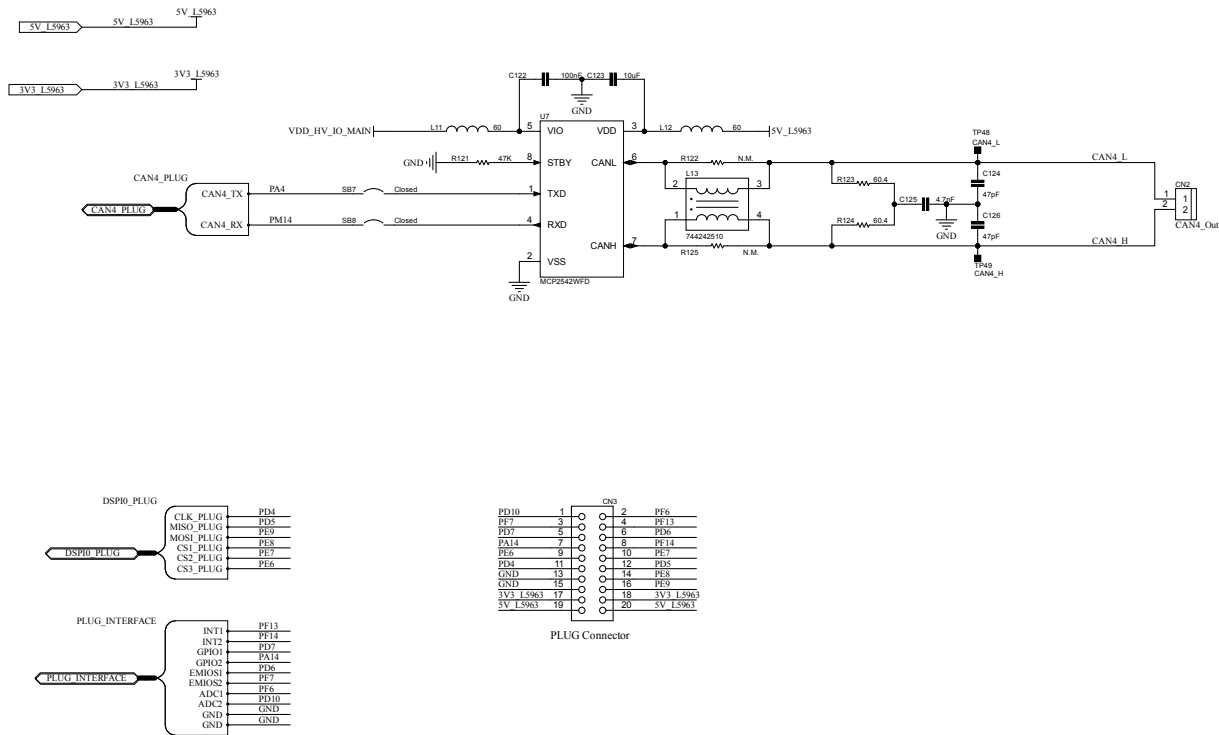 5V_L5963 5V_L5963 5V_L5963
3V3_L5963 3V3_L5963 3V3_L5963
C122 100nF C123 10uF
GND
U7
VDD_HV_IO_MAIN L11 60 5 VIO VDD 3 L12 60 5V_L5963
TP48
CAN4_L
GND R121 47K 8 STBY CANL 6 R122 N.M. CAN4_L
CAN4_PLUG
L13
C124
47pF
CN2
CAN4_PLUG CAN4_TX PA4 SB7 Closed 1 TXD 2 3 R123 60.4 1 1
C125 4.7nF 2 2
CAN4_RX PM14 SB8 Closed 4 RXD 1 4 R124 60.4 GND C126
47pF
CAN4_Out
744242510
CANH 7 R125 N.M. CAN4_H
2 VSS
TP49
CAN4_H
GND MCP2542WFD
DSPI0_PLUG
DSPI0_PLUG
CLK_PLUG PD4
MISO_PLUG PD5
MOSI_PLUG PE9
CS1_PLUG PE8
CS2_PLUG PE7
CS3_PLUG PE6
CN3
PD10 1 2 PF6
PF7 3 4 PF13
PD7 5 6 PD6
PA14 7 8 PF14
PE6 9 10 PE7
PD4 11 12 PD5
GND 13 14 PE8
GND 15 16 PE9
3V3_L5963 17 18 3V3_L5963
5V_L5963 19 20 5V_L5963
PLUG Connector
PLUG_INTERFACE
PLUG_INTERFACE
INT1 PF13
INT2 PF14
GPIO1 PD7
GPIO2 PA14
EMIOS1 PD6
EMIOS2 PF7
ADC1 PF6
ADC2 PD10
GND GND
GND GND